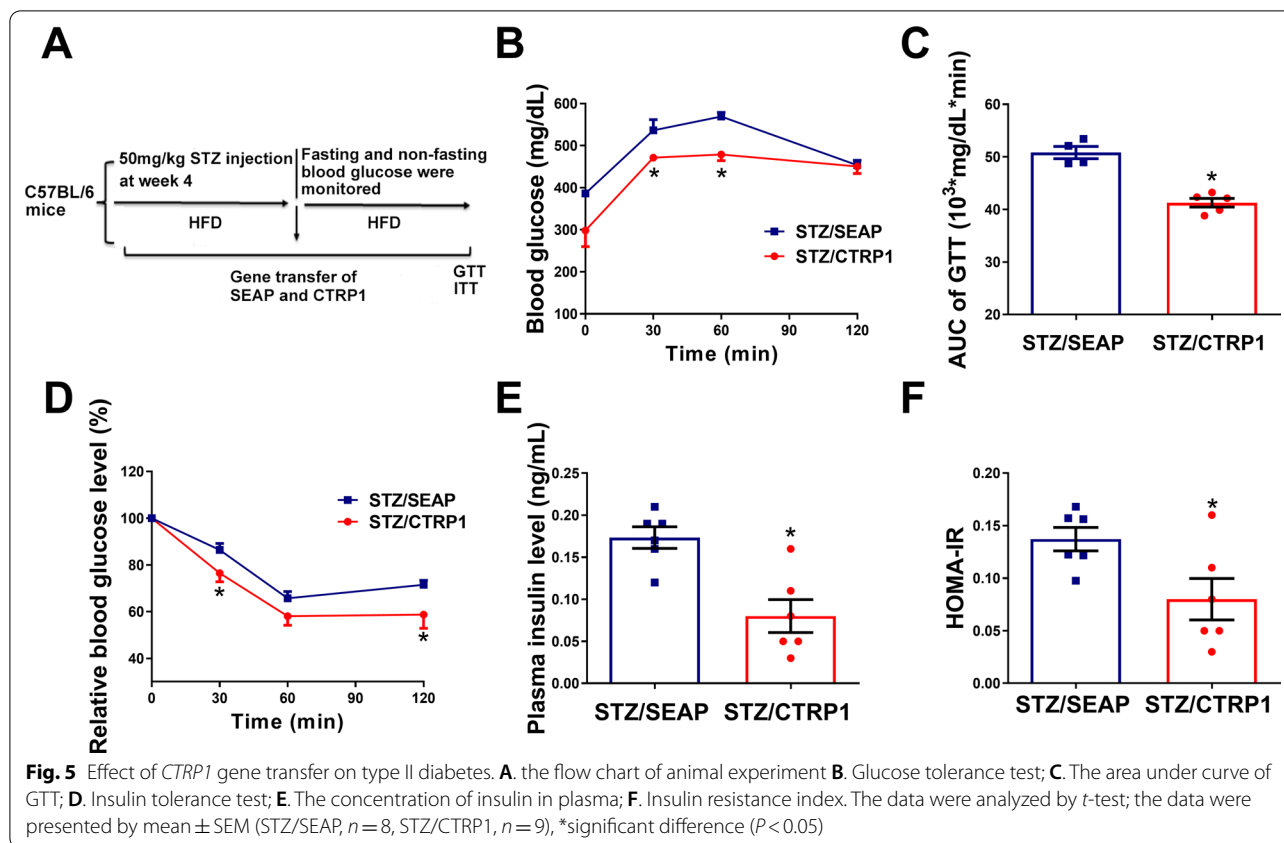 A
C57BL/6
mice
50mg/kg STZ injection
at week 4
HFD
Fasting and non-fasting
blood glucose were
monitored
HFD
Gene transfer of
SEAP and CTRP1
GTT
ITT
B
Blood glucose (mg/dL)
600
500
400
300
200
100
0 30 60 90 120
Time (min)
STZ/SEAP
STZ/CTRP1
* *
C
AUC of GTT (10³*mg/dL*min)
60
50
40
30
20
*
STZ/SEAP STZ/CTRP1
D
Relative blood glucose level (%)
120
100
80
60
40
0 30 60 90 120
Time (min)
STZ/SEAP
STZ/CTRP1
* *
E
Plasma insulin level (ng/mL)
0.25
0.20
0.15
0.10
0.05
0.00
*
STZ/SEAP STZ/CTRP1
F
HOMA-IR
0.20
0.15
0.10
0.05
0.00
*
STZ/SEAP STZ/CTRP1
Fig. 5 Effect of CTRP1 gene transfer on type II diabetes. A. the flow chart of animal experiment B. Glucose tolerance test; C. The area under curve of
GTT; D. Insulin tolerance test; E. The concentration of insulin in plasma; F. Insulin resistance index. The data were analyzed by t-test; the data were
presented by mean ± SEM (STZ/SEAP, n = 8, STZ/CTRP1, n = 9), *significant difference (P < 0.05)